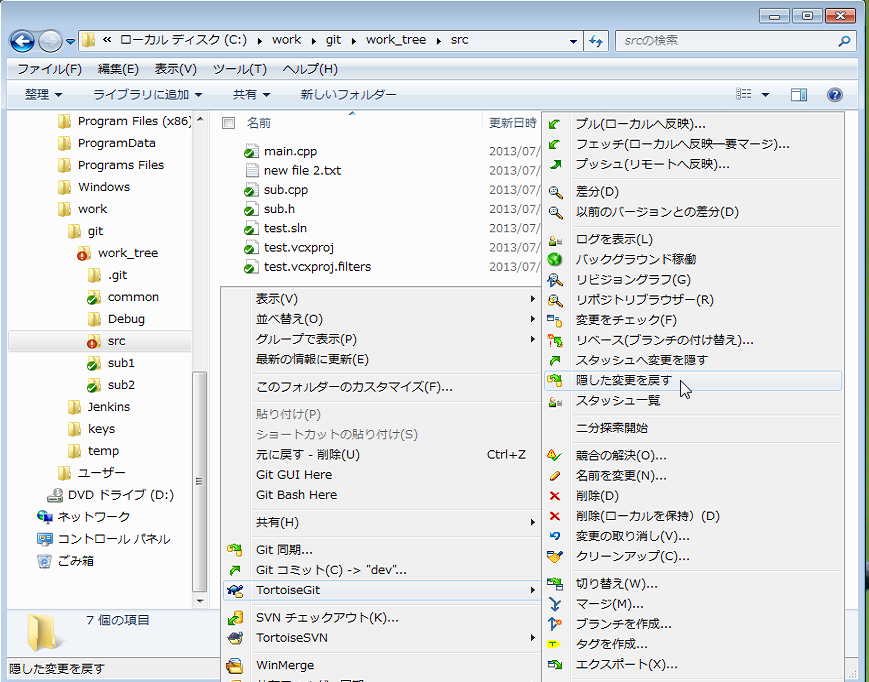 « ローカル ディスク (C:) ▸ work ▸ git ▸ work_tree ▸ src
srcの検索
ファイル(F) 編集(E) 表示(V) ツール(T) ヘルプ(H)
整理 ライブラリに追加 共有 新しいフォルダー
Program Files (x86)
ProgramData
Programs Files
Windows
work
git
work_tree
.git
common
Debug
src
sub1
sub2
Jenkins
keys
temp
ユーザー
DVD ドライブ (D:)
ネットワーク
コントロール パネル
ごみ箱
名前 更新日時
main.cpp 2013/07/
new file 2.txt 2013/07/
sub.cpp 2013/07/
sub.h 2013/07/
test.sln 2013/07/
test.vcxproj 2013/07/
test.vcxproj.filters 2013/07/
表示(V)
並べ替え(O)
グループで表示(P)
最新の情報に更新(E)
このフォルダーのカスタマイズ(F)...
貼り付け(P)
ショートカットの貼り付け(S)
元に戻す - 削除(U) Ctrl+Z
Git GUI Here
Git Bash Here
共有(H)
Git 同期...
Git コミット(C) -> "dev"...
TortoiseGit
SVN チェックアウト(K)...
TortoiseSVN
WinMerge
プル(ローカルへ反映)...
フェッチ(ローカルへ反映―要マージ)...
プッシュ(リモートへ反映)...
差分(D)
以前のバージョンとの差分(D)
ログを表示(L)
バックグラウンド稼働
リビジョングラフ(G)
リポジトリブラウザー(R)
変更をチェック(F)
リベース(ブランチの付け替え)...
スタッシュへ変更を隠す
隠した変更を戻す
スタッシュ一覧
二分探索開始
競合の解決(O)...
名前を変更(N)...
削除(D)
削除(ローカルを保持）(D)
変更の取り消し(V)...
クリーンアップ(C)...
切り替え(W)...
マージ(M)...
ブランチを作成...
タグを作成...
エクスポート(X)...
7 個の項目
隠した変更を戻す